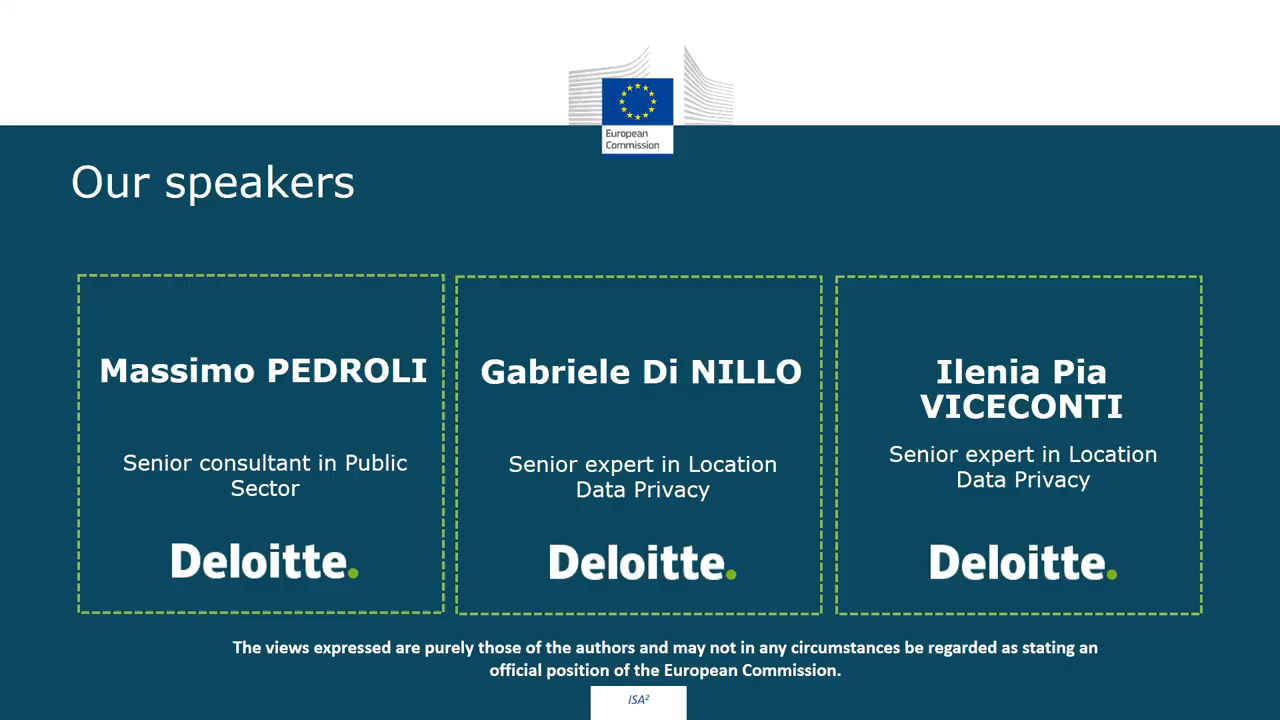 European
Commission
Our speakers
Massimo PEDROLI
Senior consultant in Public
Sector
Deloitte.
Gabriele Di NILLO
Senior expert in Location
Data Privacy
Deloitte.
Ilenia Pia
VICECONTI
Senior expert in Location
Data Privacy
Deloitte.
The views expressed are purely those of the authors and may not in any circumstances be regarded as stating an
official position of the European Commission.
ISA²